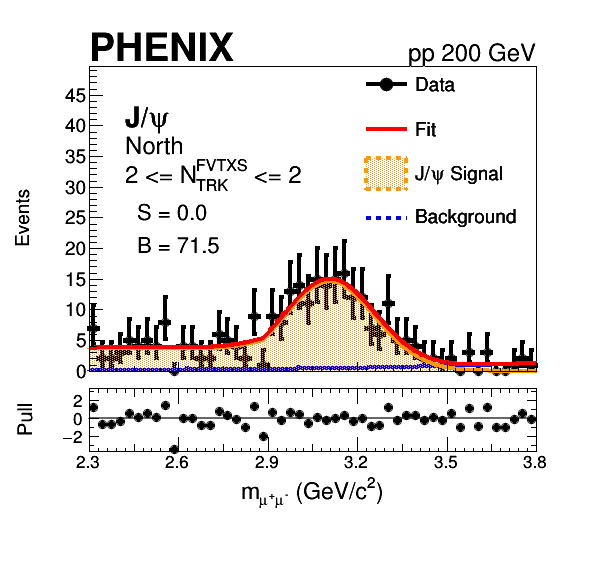 PHENIX pp 200 GeV
Data
J/ψ
Fit
North
2 <= N_TRK^FVTXS <= 2
J/ψ Signal
S = 0.0
Background
B = 71.5
Events
45
40
35
30
25
20
15
10
5
0
Pull
2
0
−2
2.3 2.6 2.9 3.2 3.5 3.8
m_μ⁺μ⁻ (GeV/c²)